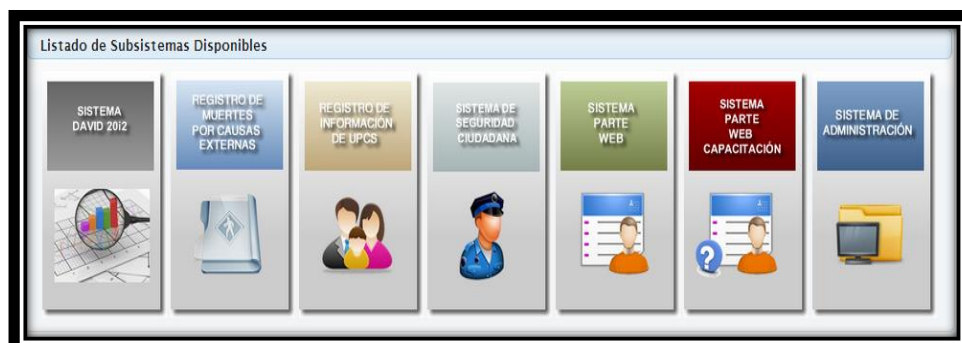 Listado de Subsistemas Disponibles
SISTEMA
DAVID 20i2
REGISTRO DE
MUERTES
POR CAUSAS
EXTERNAS
REGISTRO DE
INFORMACIÓN
DE UPCS
SISTEMA DE
SEGURIDAD
CIUDADANA
SISTEMA
PARTE
WEB
SISTEMA
PARTE
WEB
CAPACITACIÓN
SISTEMA DE
ADMINISTRACIÓN